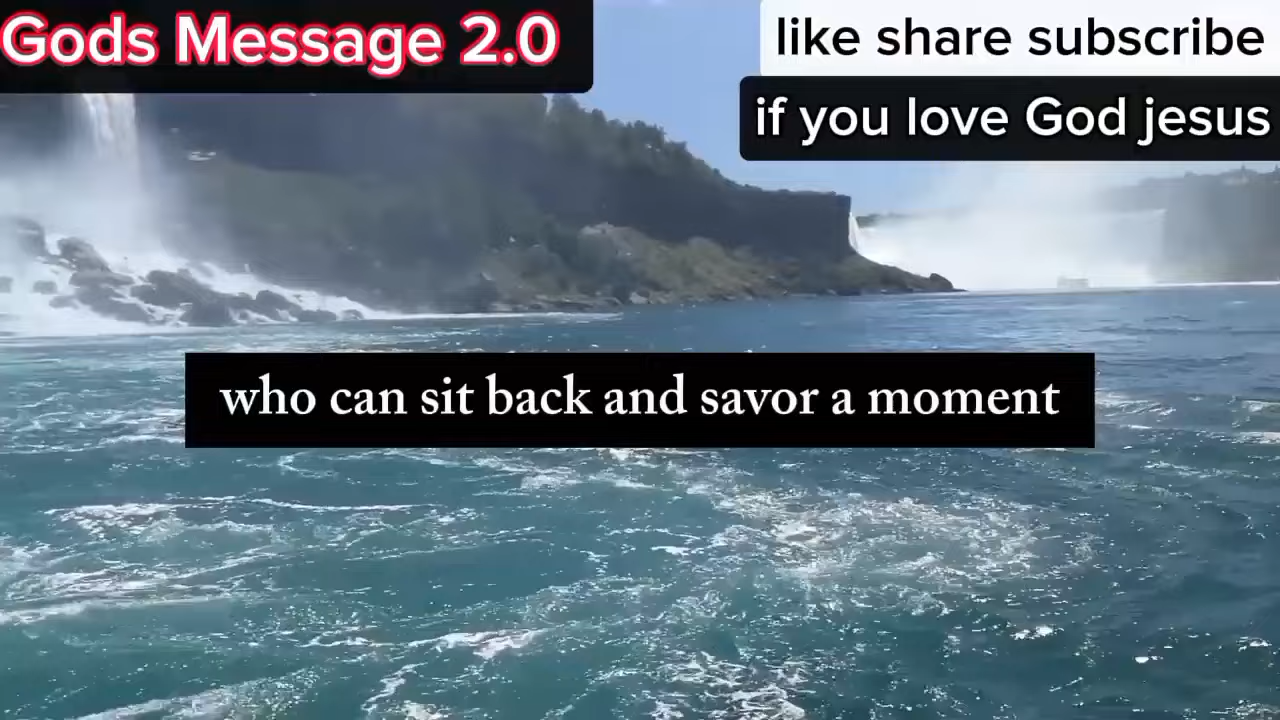 Gods Message 2.0
like share subscribe
if you love God jesus
who can sit back and savor a moment